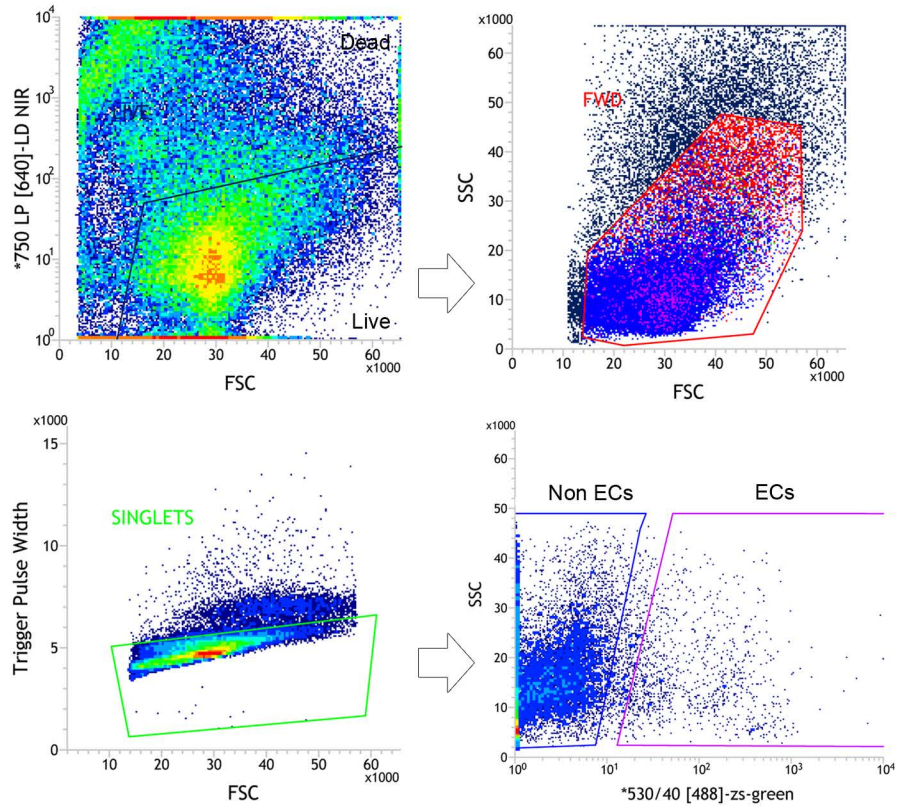 10⁴
10³
10²
10¹
10⁰
*750 LP [640]-LD NIR
Dead
LIVE
Live
0 10 20 30 40 50 60
x1000
FSC
x1000
60
50
40
30
20
10
0
SSC
FWD
0 10 20 30 40 50 60
x1000
FSC
x1000
15
10
5
0
Trigger Pulse Width
SINGLETS
0 10 20 30 40 50 60
x1000
FSC
x1000
60
50
40
30
20
10
0
SSC
Non ECs
ECs
10⁰ 10¹ 10² 10³ 10⁴
*530/40 [488]-zs-green